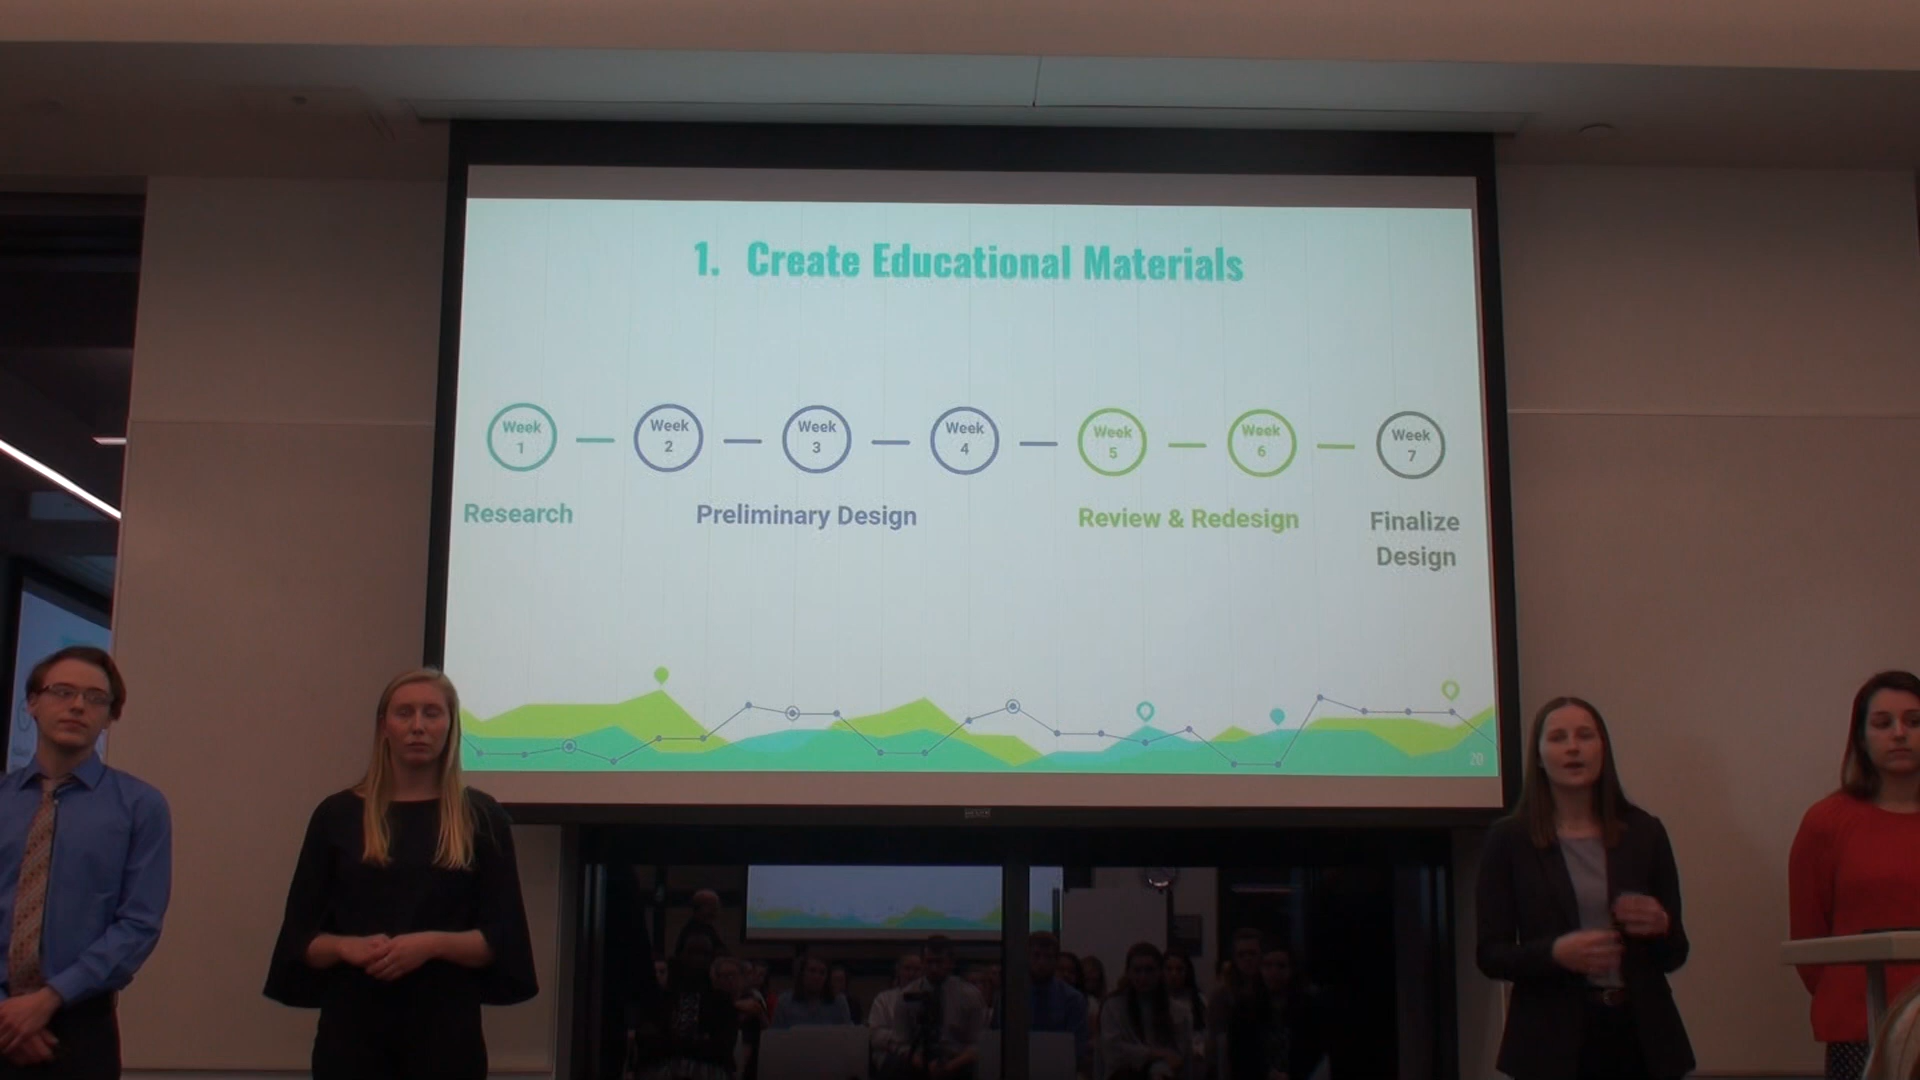 1. Create Educational Materials
Week 1
Week 2
Week 3
Week 4
Week 5
Week 6
Week 7
Research
Preliminary Design
Review & Redesign
Finalize
Design
20